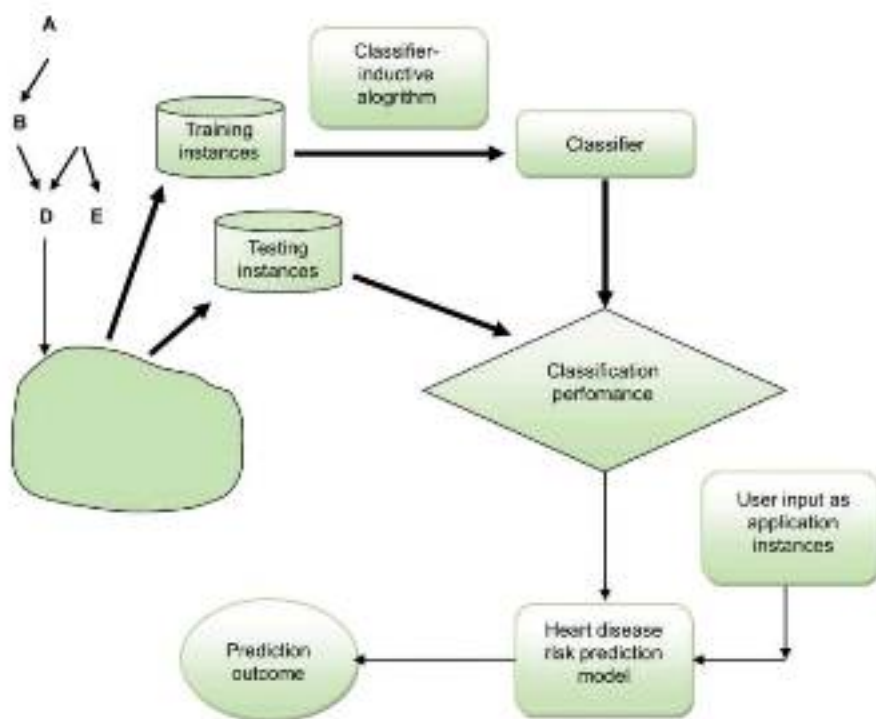 A
B
D E
Classifier-
inductive
alogrithm
Training
instances
Classifier
Testing
instances
Classification
perfomance
User input as
application
instances
Heart disease
risk prediction
model
Prediction
outcome